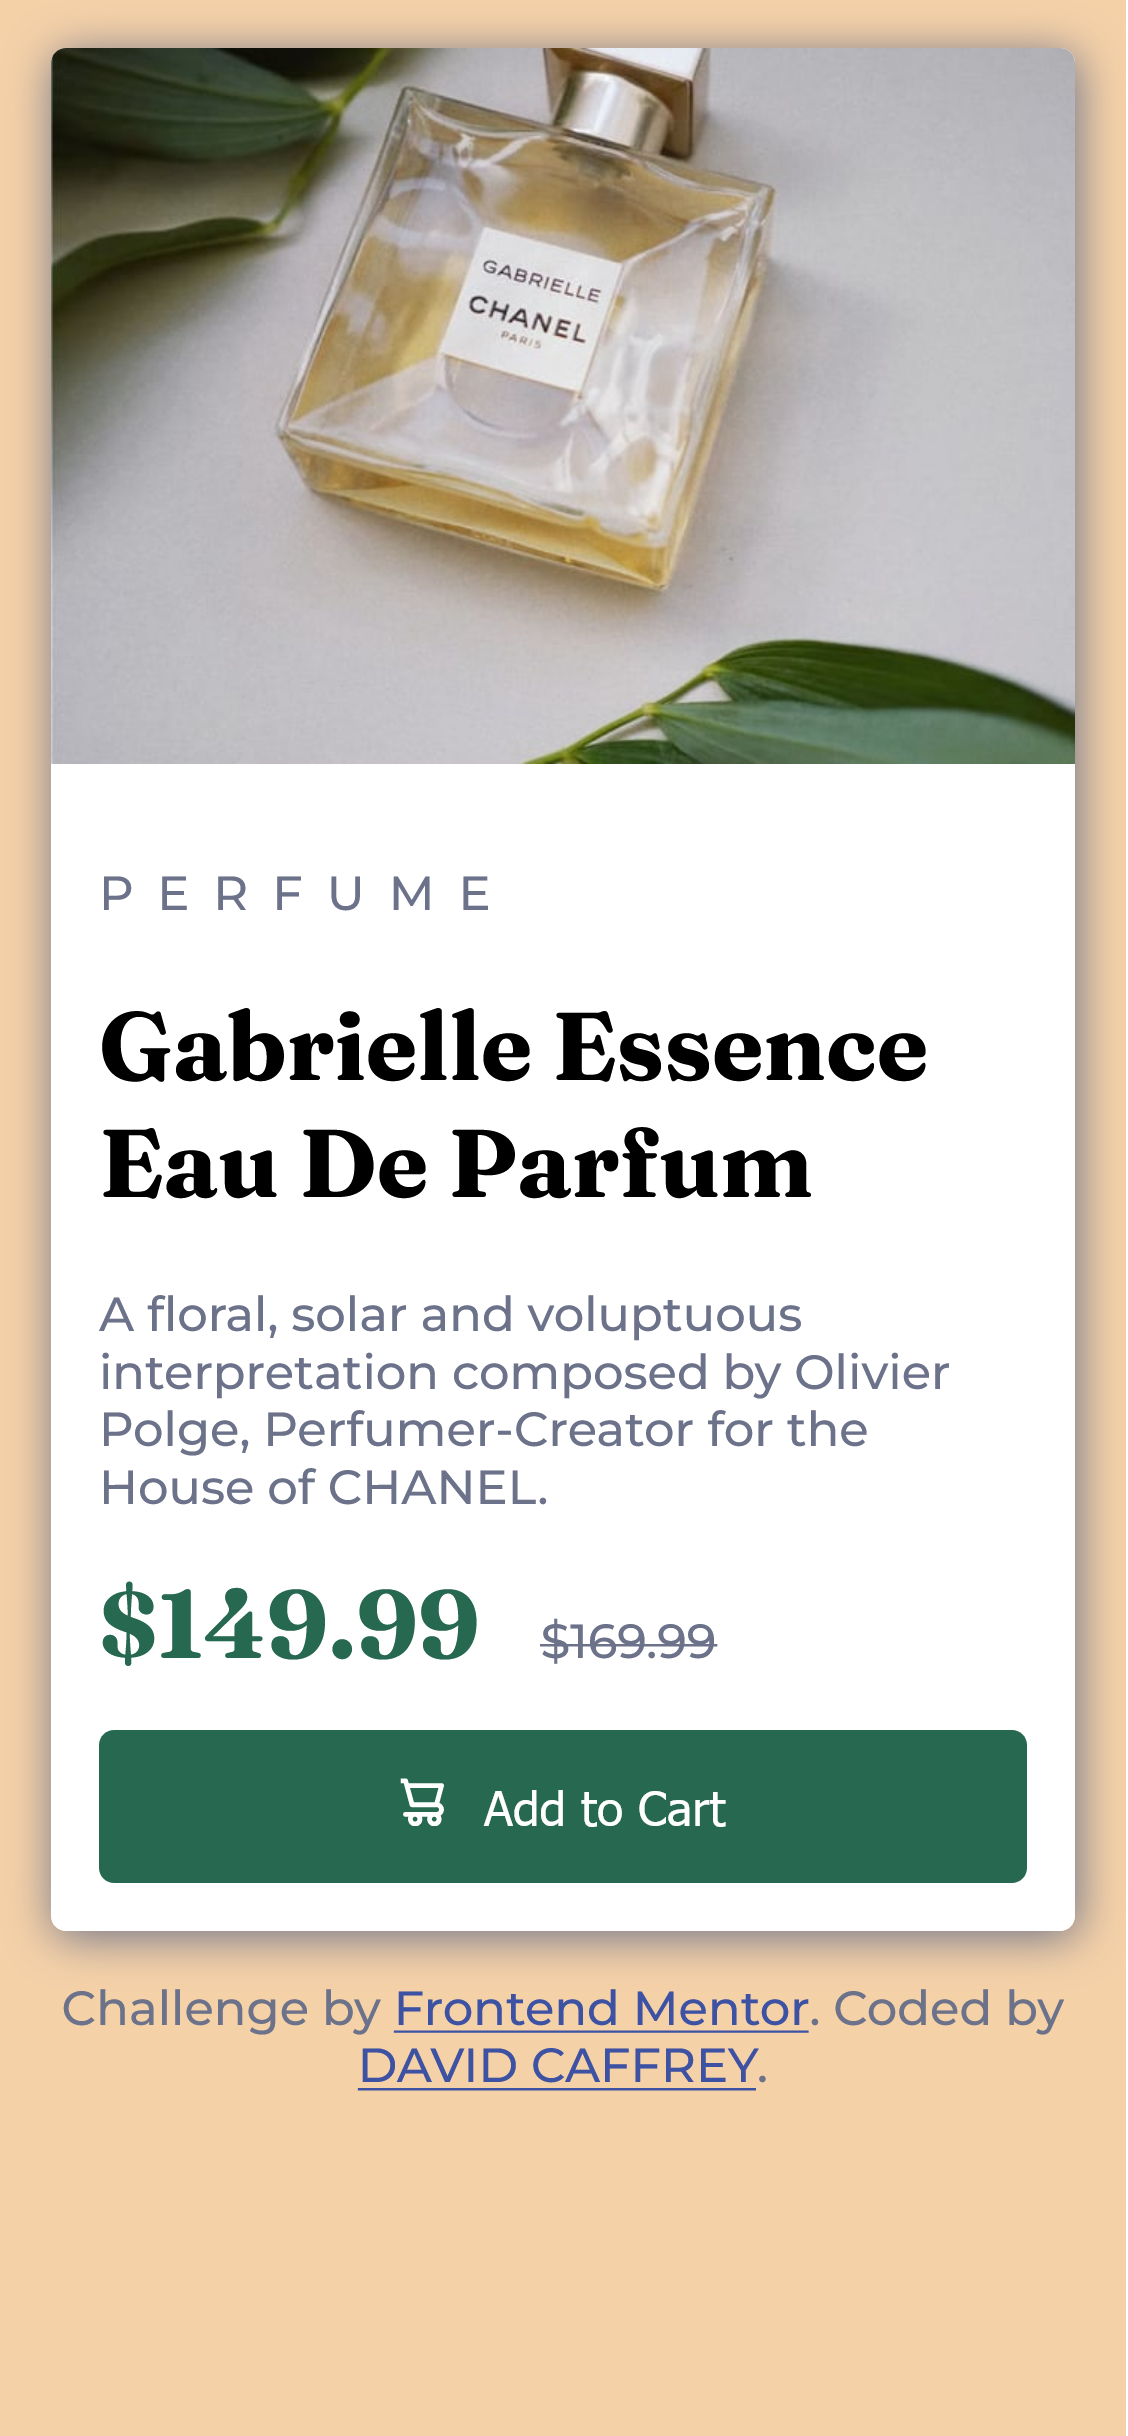 GABRIELLE
CHANEL
PARIS
PERFUME
Gabrielle Essence
Eau De Parfum
A floral, solar and voluptuous
interpretation composed by Olivier
Polge, Perfumer-Creator for the
House of CHANEL.
$149.99 $169.99
Add to Cart
Challenge by Frontend Mentor. Coded by
DAVID CAFFREY.